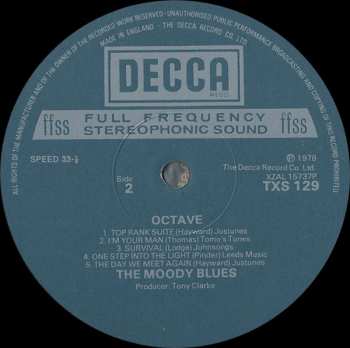 ALL RIGHTS OF THE MANUFACTURER AND OF THE OWNER OF THE RECORDED WORK RESERVED · UNAUTHORISED PUBLIC PERFORMANCE BROADCASTING AND COPYING OF THIS RECORD PROHIBITED
MADE IN ENGLAND · THE DECCA RECORD CO. LTD.
DECCA
ffss
FULL FREQUENCY
STEREOPHONIC SOUND
ffss
SPEED 33-⅓
Side
2
Ⓟ 1978
The Decca Record Co. Ltd.
XZAL 15737P
TXS 129
OCTAVE
1. TOP RANK SUITE (Hayward) Justunes
2. I'M YOUR MAN (Thomas) Tomo's Tunes
3. SURVIVAL (Lodge) Johnsongs
4. ONE STEP INTO THE LIGHT (Pinder) Leeds Music
5. THE DAY WE MEET AGAIN (Hayward) Justunes
THE MOODY BLUES
Producer: Tony Clarke